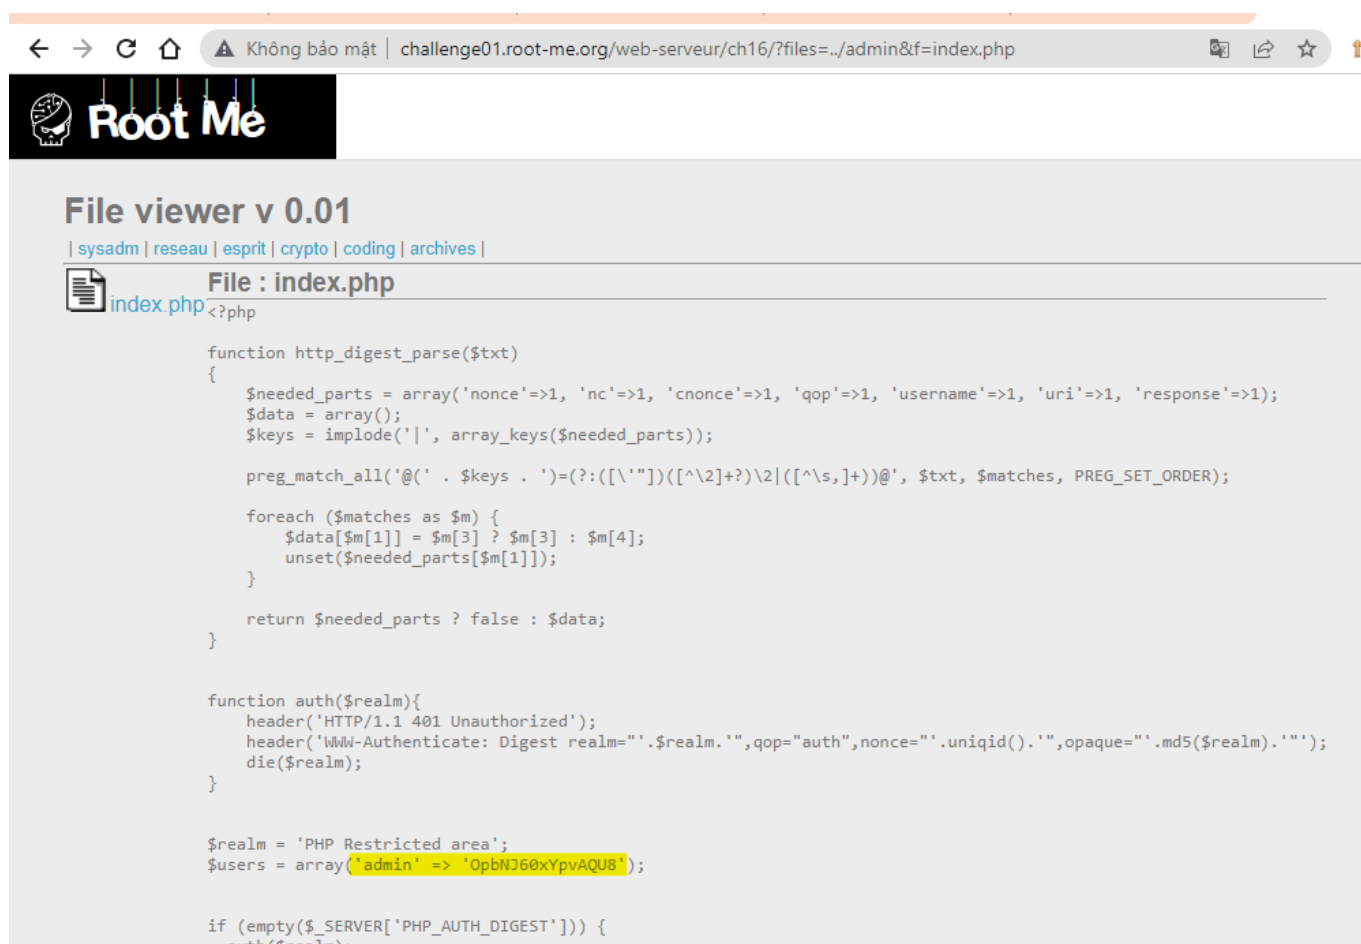 Không bảo mật | challenge01.root-me.org/web-serveur/ch16/?files=../admin&f=index.php
Root Me
File viewer v 0.01
| sysadm | reseau | esprit | crypto | coding | archives |
File : index.php
index.php
<?php
function http_digest_parse($txt)
{
    $needed_parts = array('nonce'=>1, 'nc'=>1, 'cnonce'=>1, 'qop'=>1, 'username'=>1, 'uri'=>1, 'response'=>1);
    $data = array();
    $keys = implode('|', array_keys($needed_parts));
    preg_match_all('@(' . $keys . ')=(?:([\'"])([^\2]+?)\2|([^\s,]+))@', $txt, $matches, PREG_SET_ORDER);
    foreach ($matches as $m) {
        $data[$m[1]] = $m[3] ? $m[3] : $m[4];
        unset($needed_parts[$m[1]]);
    }
    return $needed_parts ? false : $data;
}
function auth($realm){
    header('HTTP/1.1 401 Unauthorized');
    header('WWW-Authenticate: Digest realm="'.$realm.'",qop="auth",nonce="'.uniqid().'",opaque="'.md5($realm).'"');
    die($realm);
}
$realm = 'PHP Restricted area';
$users = array('admin' => 'OpbNJ60xYpvAQU8');
if (empty($_SERVER['PHP_AUTH_DIGEST'])) {